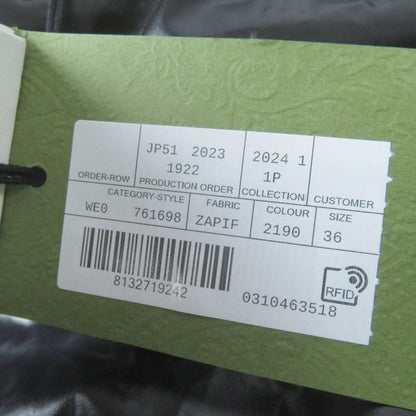 JP51 2023 2024 1
1922 1P
ORDER-ROW PRODUCTION ORDER COLLECTION CUSTOMER
CATEGORY-STYLE FABRIC COLOUR SIZE
WE0 761698 ZAPIF 2190 36
8132719242 0310463518
RFID